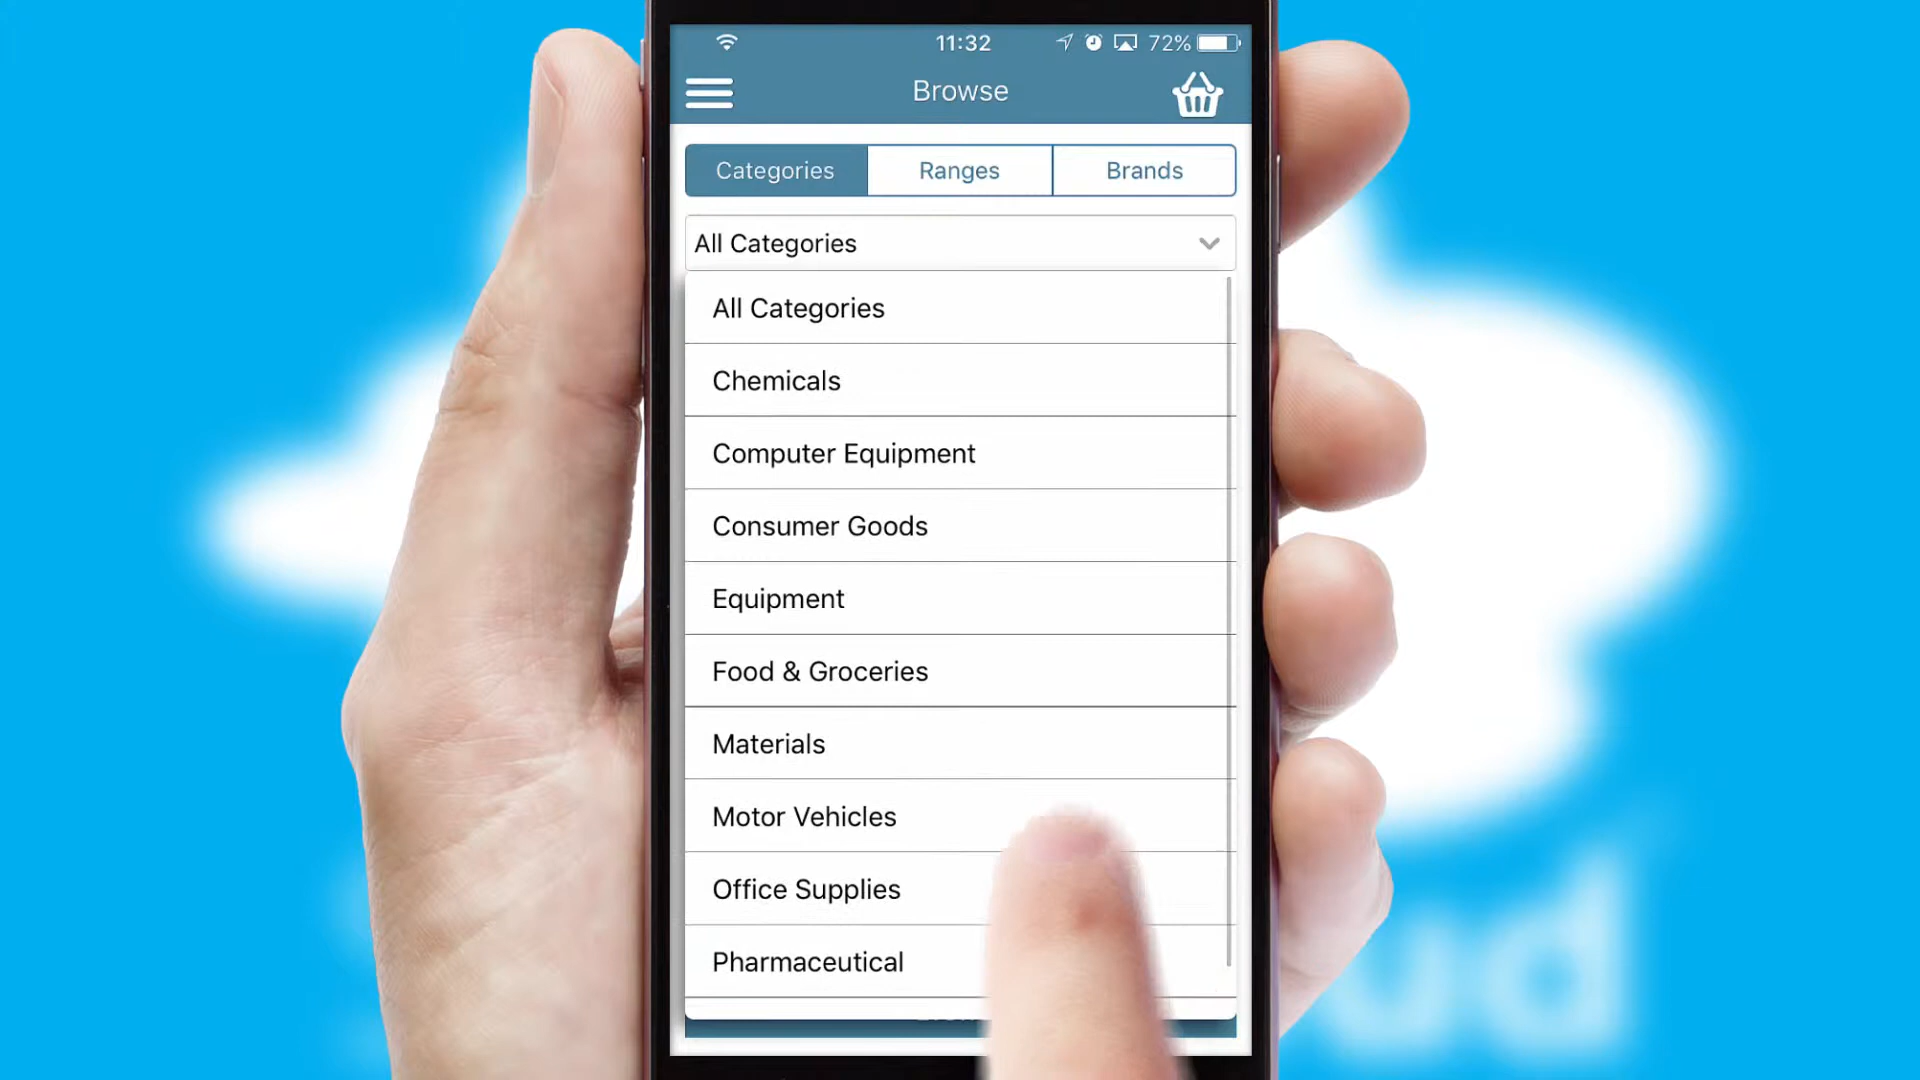 11:32 72%
Browse
Categories Ranges Brands
All Categories
All Categories
Chemicals
Computer Equipment
Consumer Goods
Equipment
Food & Groceries
Materials
Motor Vehicles
Office Supplies
Pharmaceutical